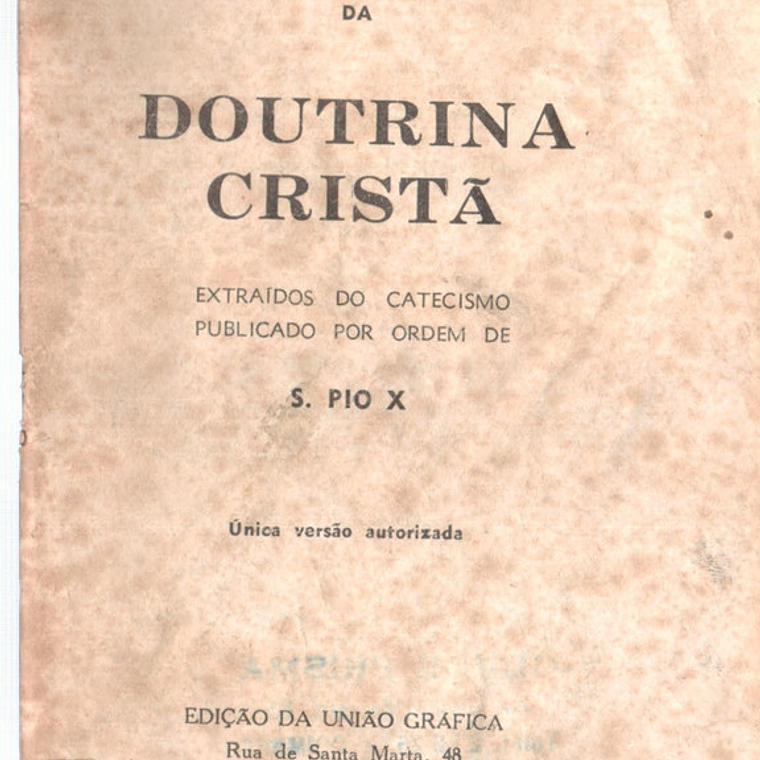 DA
DOUTRINA
CRISTÃ
EXTRAÍDOS DO CATECISMO
PUBLICADO POR ORDEM DE
S. PIO X
Única versão autorizada
EDIÇÃO DA UNIÃO GRÁFICA
Rua de Santa Marta, 48